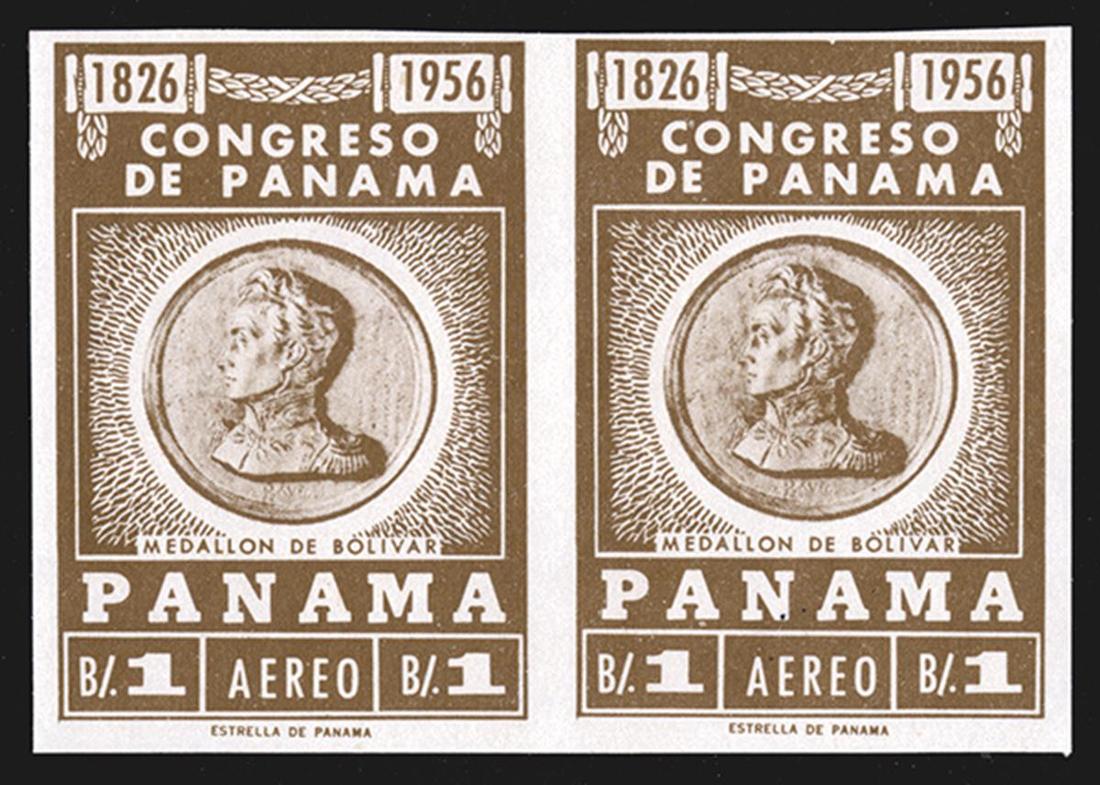 1826 1956
CONGRESO
DE PANAMA
MEDALLON DE BOLIVAR
PANAMA
B/.1 AEREO B/.1
ESTRELLA DE PANAMA
1826 1956
CONGRESO
DE PANAMA
MEDALLON DE BOLIVAR
PANAMA
B/.1 AEREO B/.1
ESTRELLA DE PANAMA